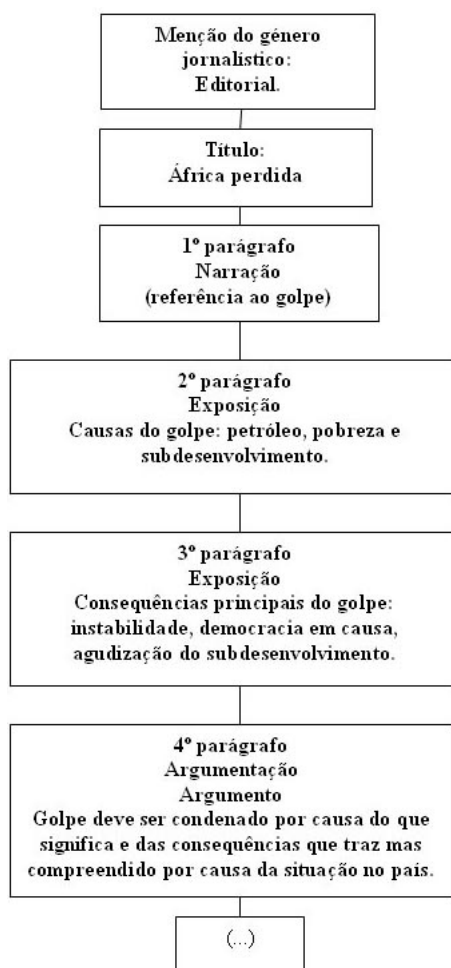 Menção do género
jornalístico:
Editorial.
Título:
África perdida
1º parágrafo
Narração
(referência ao golpe)
2º parágrafo
Exposição
Causas do golpe: petróleo, pobreza e
subdesenvolvimento.
3º parágrafo
Exposição
Consequências principais do golpe:
instabilidade, democracia em causa,
agudização do subdesenvolvimento.
4º parágrafo
Argumentação
Argumento
Golpe deve ser condenado por causa do que
significa e das consequências que traz mas
compreendido por causa da situação no país.
(...)